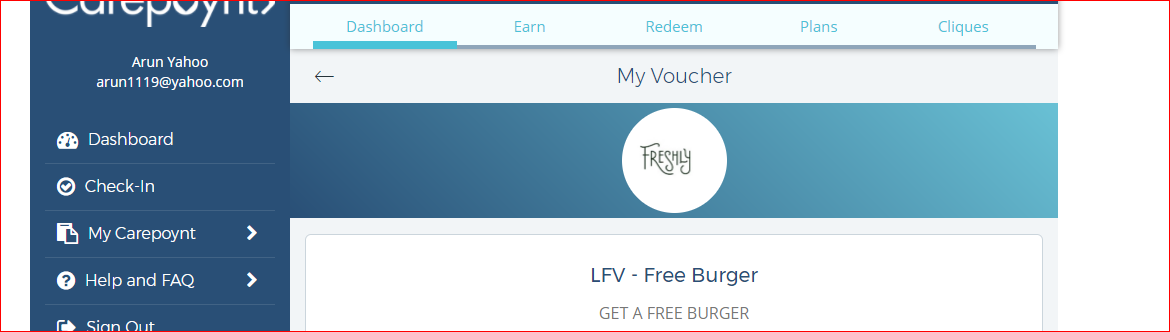 Carepoynt
Arun Yahoo
arun1119@yahoo.com
Dashboard
Check-In
My Carepoynt
Help and FAQ
Sign Out
Dashboard Earn Redeem Plans Cliques
My Voucher
FRESHLY
LFV - Free Burger
GET A FREE BURGER